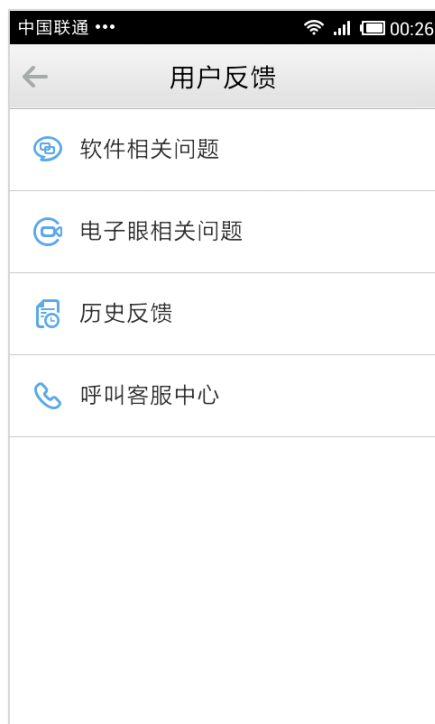 中国联通 ••• 00:26
用户反馈
软件相关问题
电子眼相关问题
历史反馈
呼叫客服中心